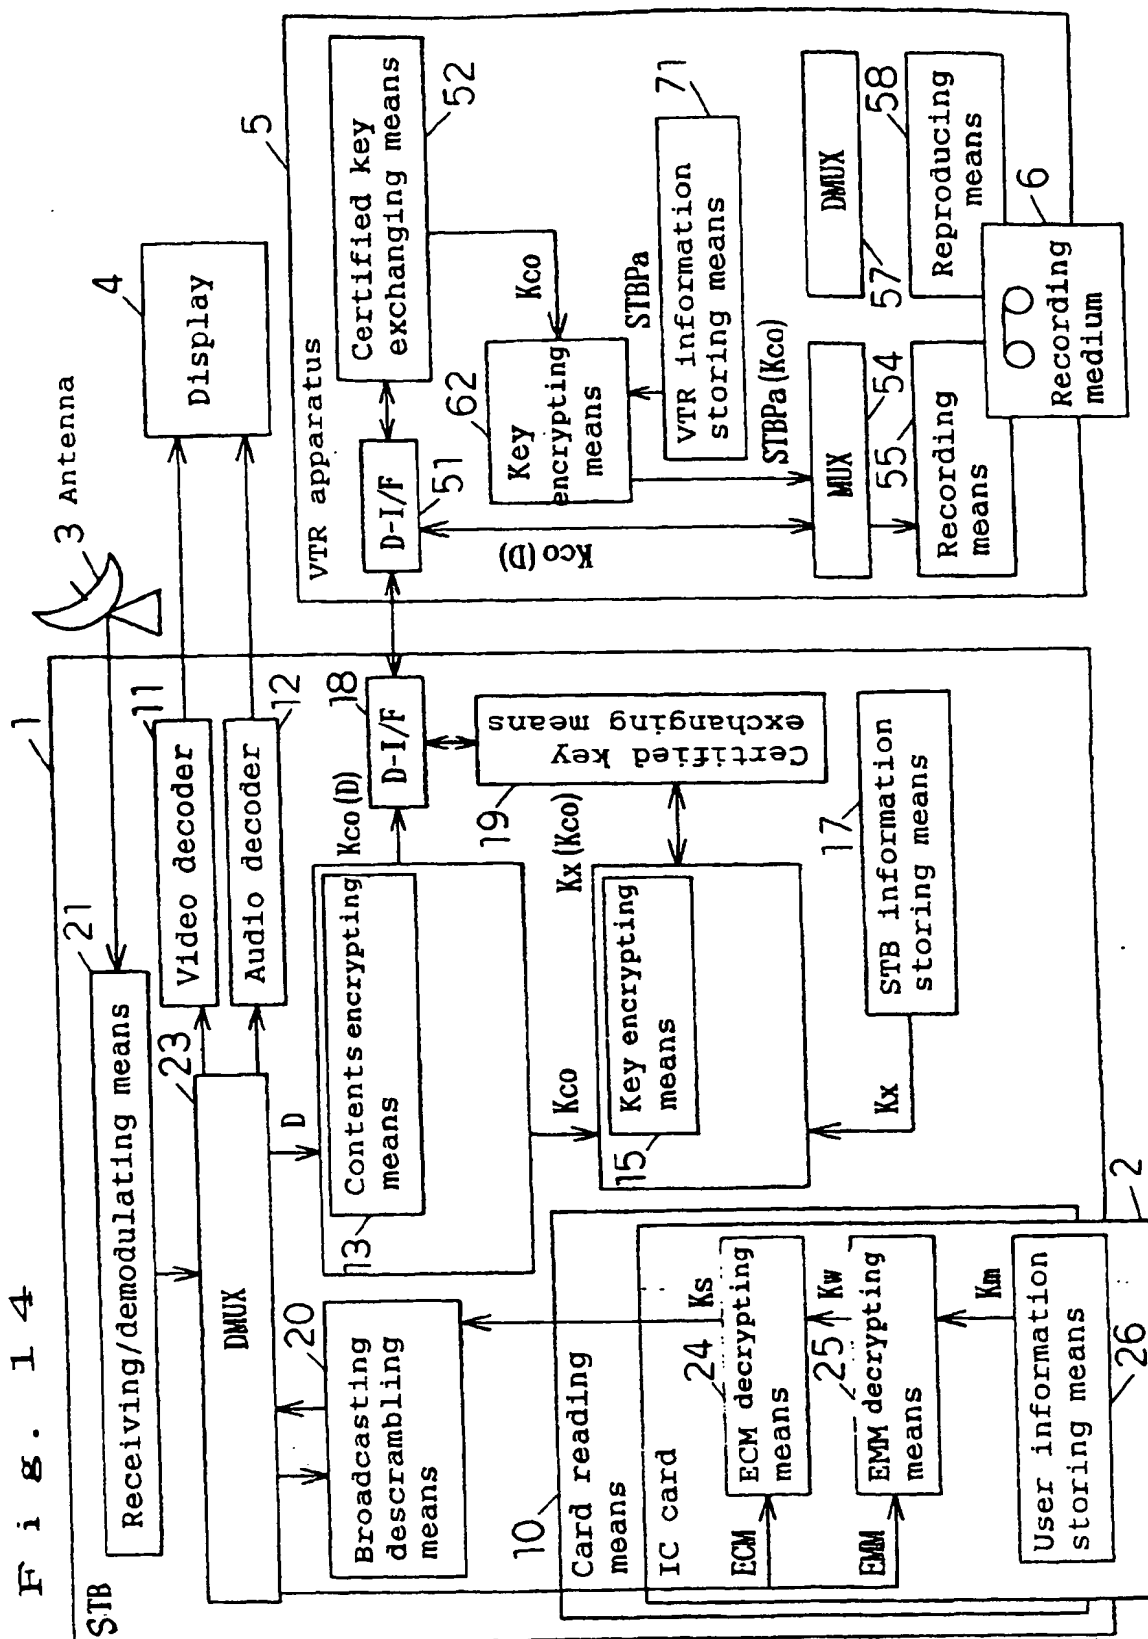 Fig. 14
STB
1
Receiving/demodulating means
21
3 Antenna
4
Display
DMUX
23
Video decoder
11
Audio decoder
12
Broadcasting
descrambling
means
20
D
Contents encrypting
means
13
Kco(D)
D-I/F
18
Certified key
exchanging means
19
Kco
Kx(Kco)
Key encrypting
means
15
Kx
STB information
storing means
17
Card reading
means
10
IC card
2
ECM
ECM decrypting
means
24
Ks
EMM
EMM decrypting
means
25
Kw
Km
User information
storing means
26
VTR apparatus
5
D-I/F
51
Certified key
exchanging means
52
Kco
Key
encrypting
means
62
STBPa
VTR information
storing means
71
Kco(D)
STBPa(Kco)
MUX
54
DMUX
57
Recording
means
55
Reproducing
means
58
Recording
medium
6